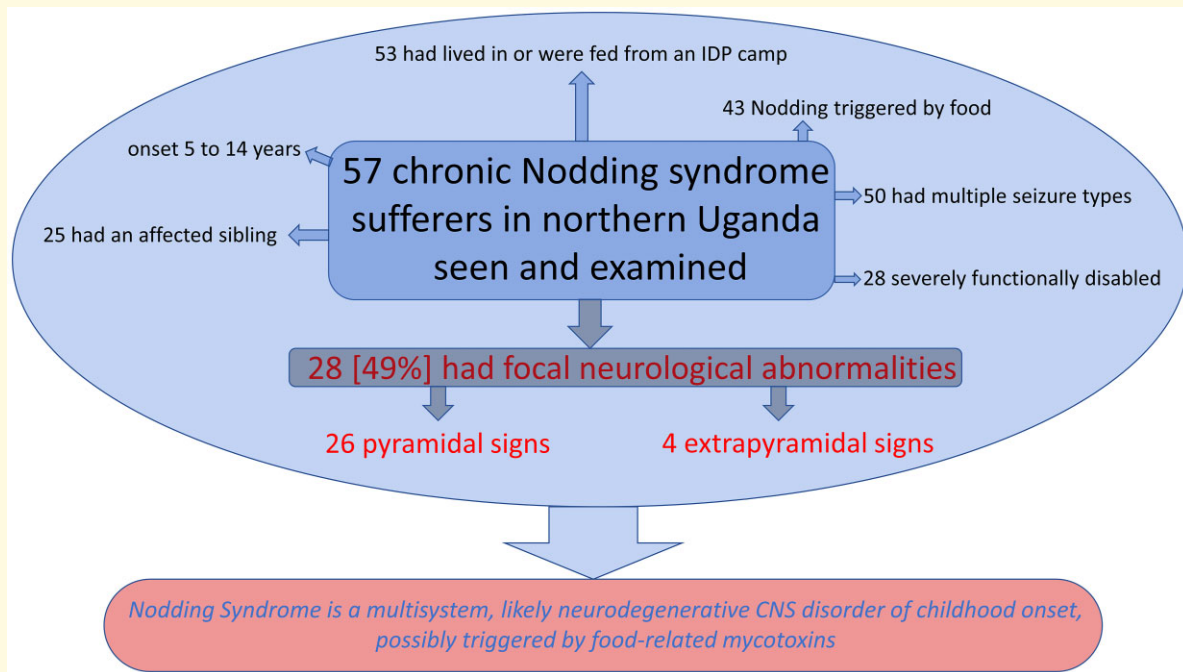 53 had lived in or were fed from an IDP camp
43 Nodding triggered by food
onset 5 to 14 years
57 chronic Nodding syndrome
sufferers in northern Uganda
seen and examined
50 had multiple seizure types
25 had an affected sibling
28 severely functionally disabled
28 [49%] had focal neurological abnormalities
26 pyramidal signs
4 extrapyramidal signs
Nodding Syndrome is a multisystem, likely neurodegenerative CNS disorder of childhood onset,
possibly triggered by food-related mycotoxins